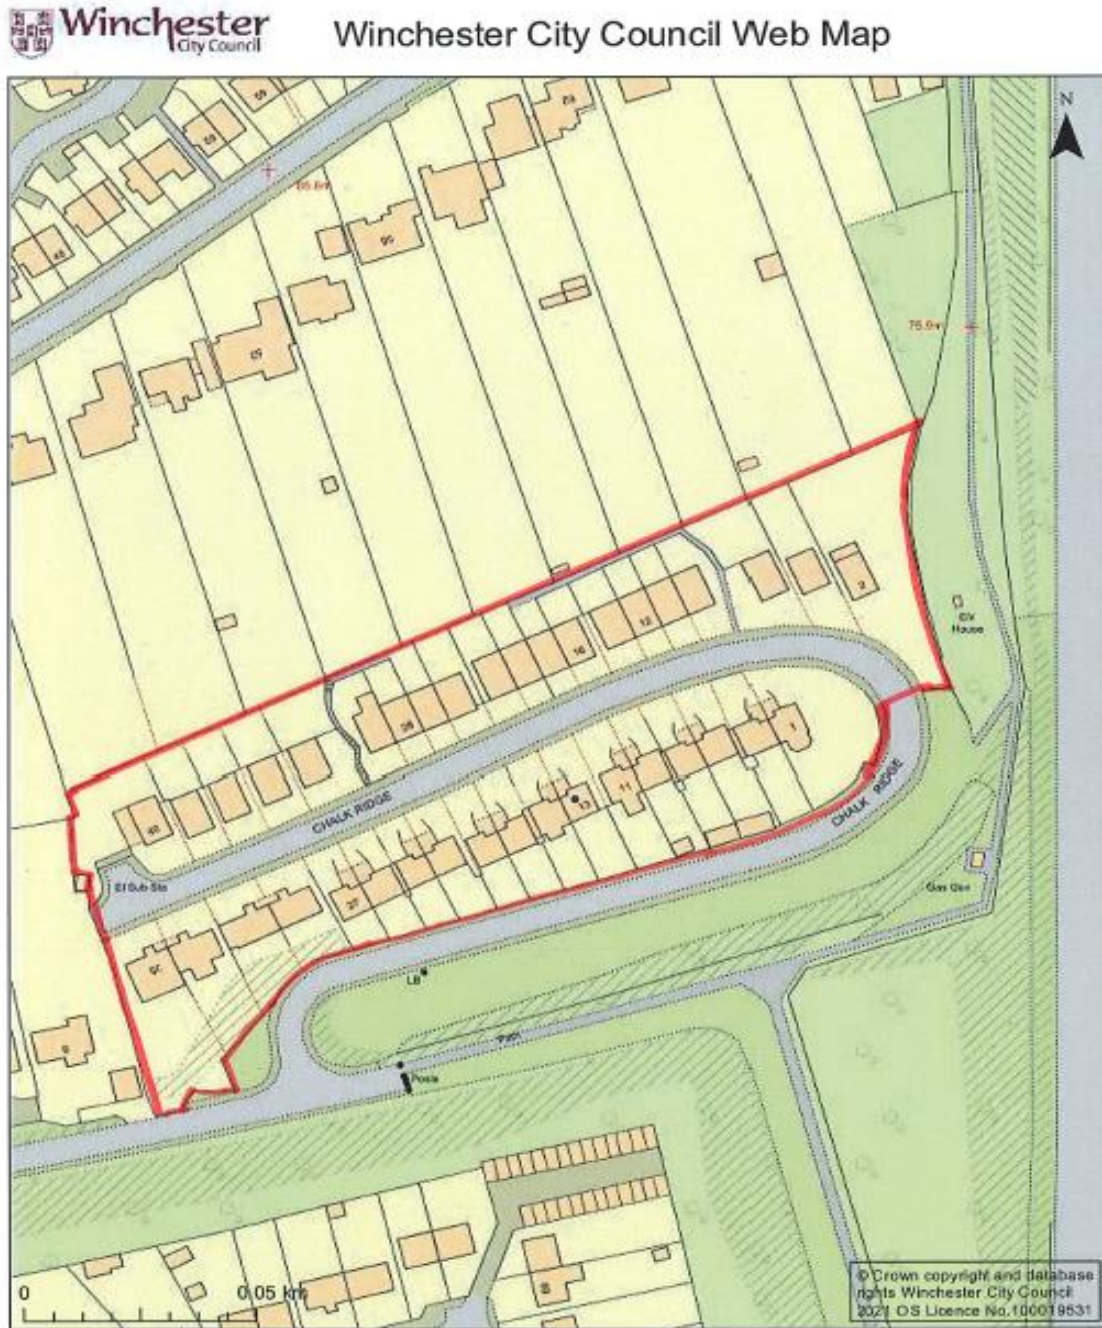 Winchester
City Council
Winchester City Council Web Map
N
75.9m
2
12
16
EIV
House
1
CHALK RIDGE
13
11
CHALK RIDGE
El Sub Sta
27
Gas Gov
LB
Path
Posts
0
0.05 km
© Crown copyright and database
rights Winchester City Council
2021 OS Licence No.100019531